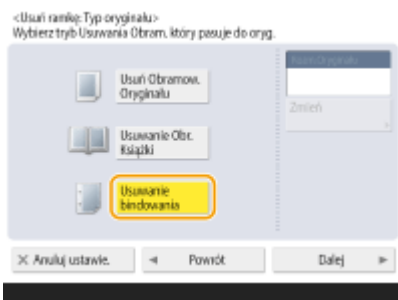 <Usuń ramkę: Typ oryginału>
Wybierz tryb Usuwania Obram. który pasuje do oryg.
Usuń Obramow.
Oryginału
Usuwanie Obr.
Książki
Usuwanie
bindowania
Zmień
× Anuluj ustawie.
◄ Powrót
Dalej ►